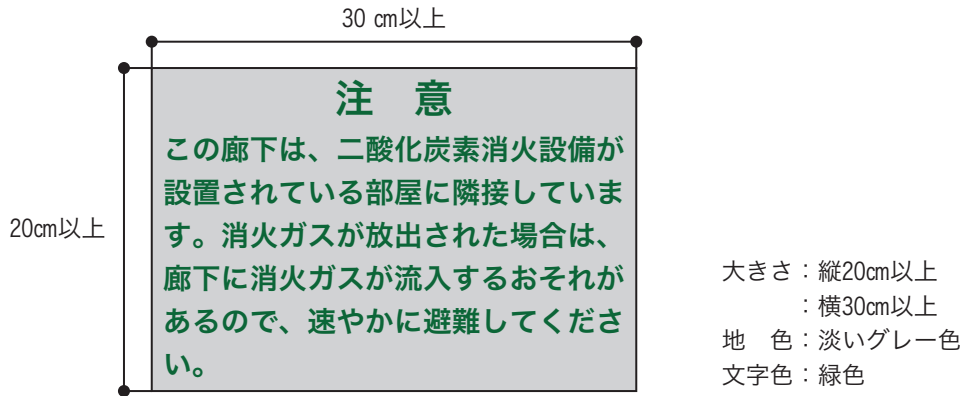 30 ㎝以上
20㎝以上
注　意
この廊下は、二酸化炭素消火設備が
設置されている部屋に隣接していま
す。消火ガスが放出された場合は、
廊下に消火ガスが流入するおそれが
あるので、速やかに避難してくださ
い。
大きさ：縦20㎝以上
：横30㎝以上
地　色：淡いグレー色
文字色：緑色